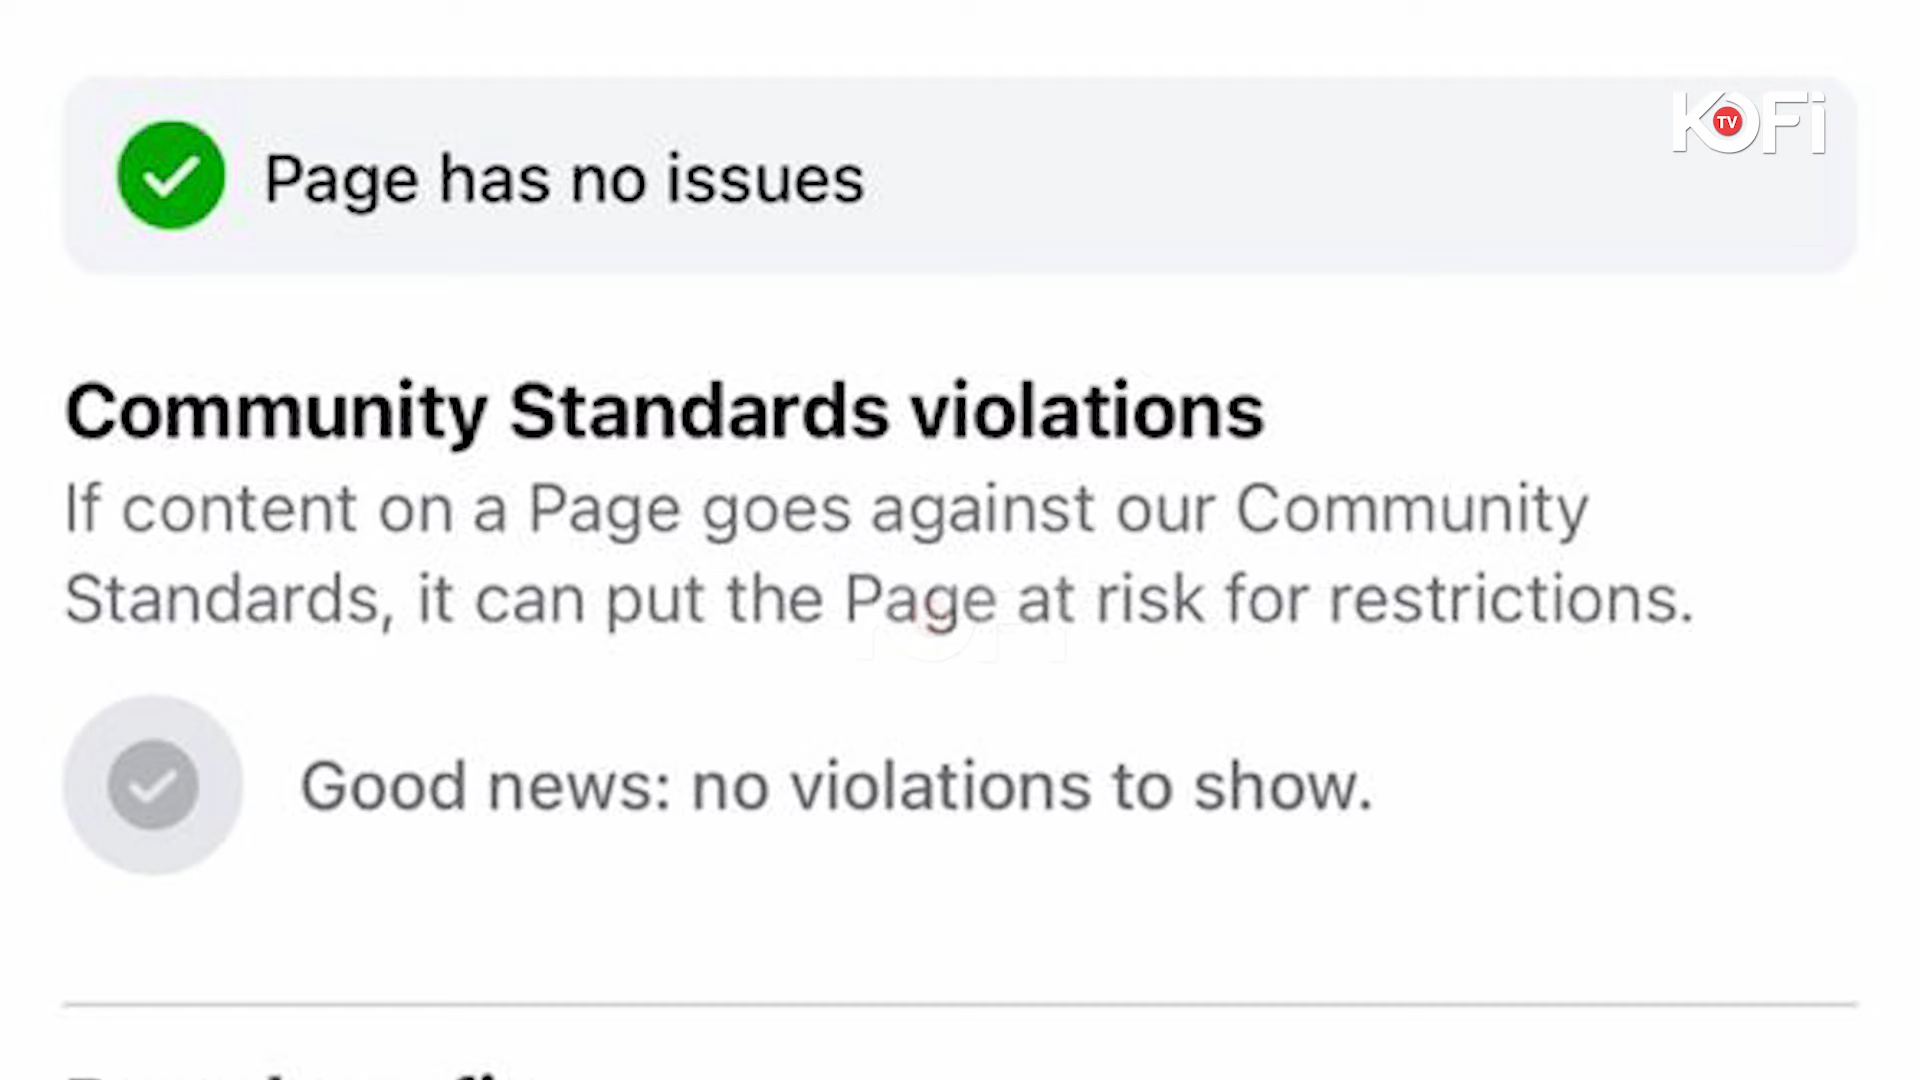 KOFi
TV
Page has no issues
Community Standards violations
If content on a Page goes against our Community
Standards, it can put the Page at risk for restrictions.
Good news: no violations to show.